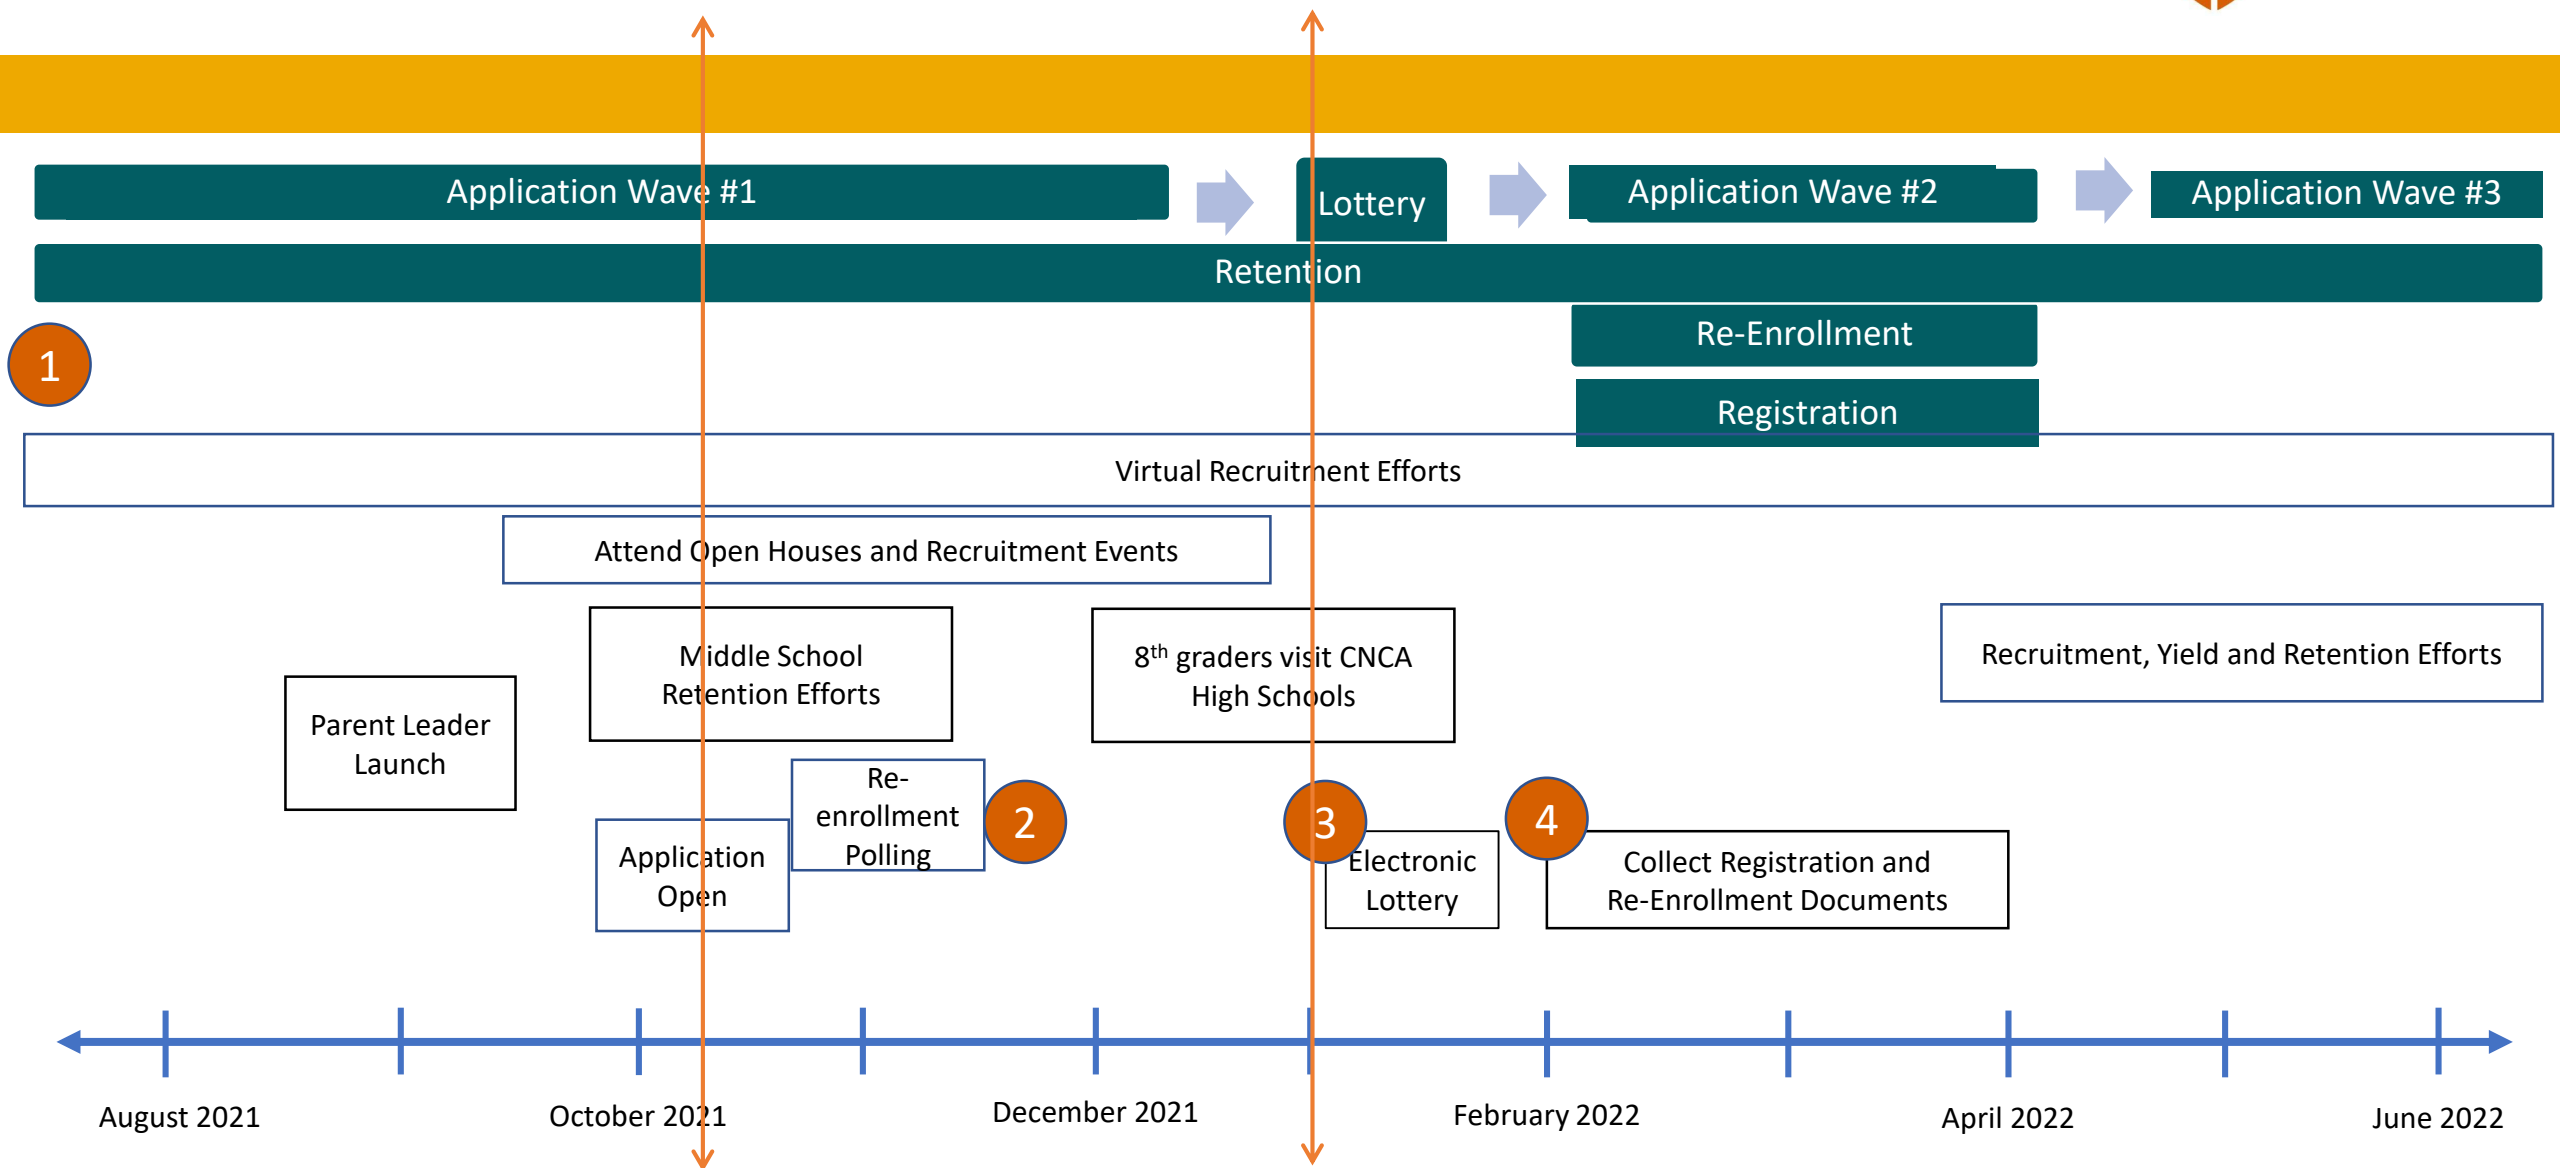 Application Wave #1
Lottery
Application Wave #2
Application Wave #3
Retention
Re-Enrollment
1
Registration
Virtual Recruitment Efforts
Attend Open Houses and Recruitment Events
Middle School
Retention Efforts
8th graders visit CNCA
High Schools
Recruitment, Yield and Retention Efforts
Parent Leader
Launch
Re-
enrollment
Polling
2
3
4
Application
Open
Electronic
Lottery
Collect Registration and
Re-Enrollment Documents
August 2021
October 2021
December 2021
February 2022
April 2022
June 2022